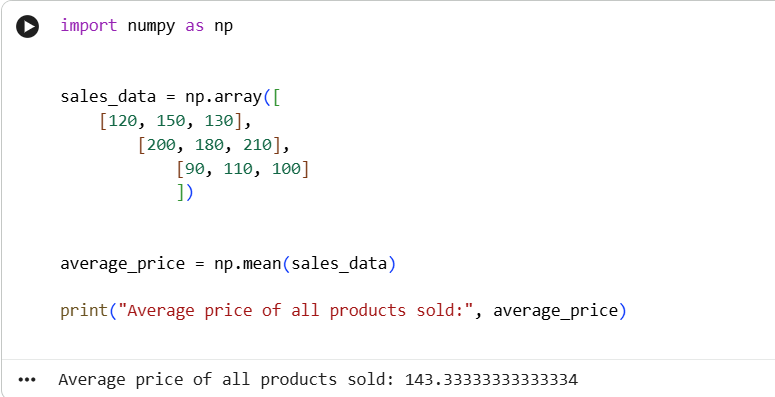 import numpy as np
sales_data = np.array([
[120, 150, 130],
[200, 180, 210],
[90, 110, 100]
])
average_price = np.mean(sales_data)
print("Average price of all products sold:", average_price)
••• Average price of all products sold: 143.33333333333334